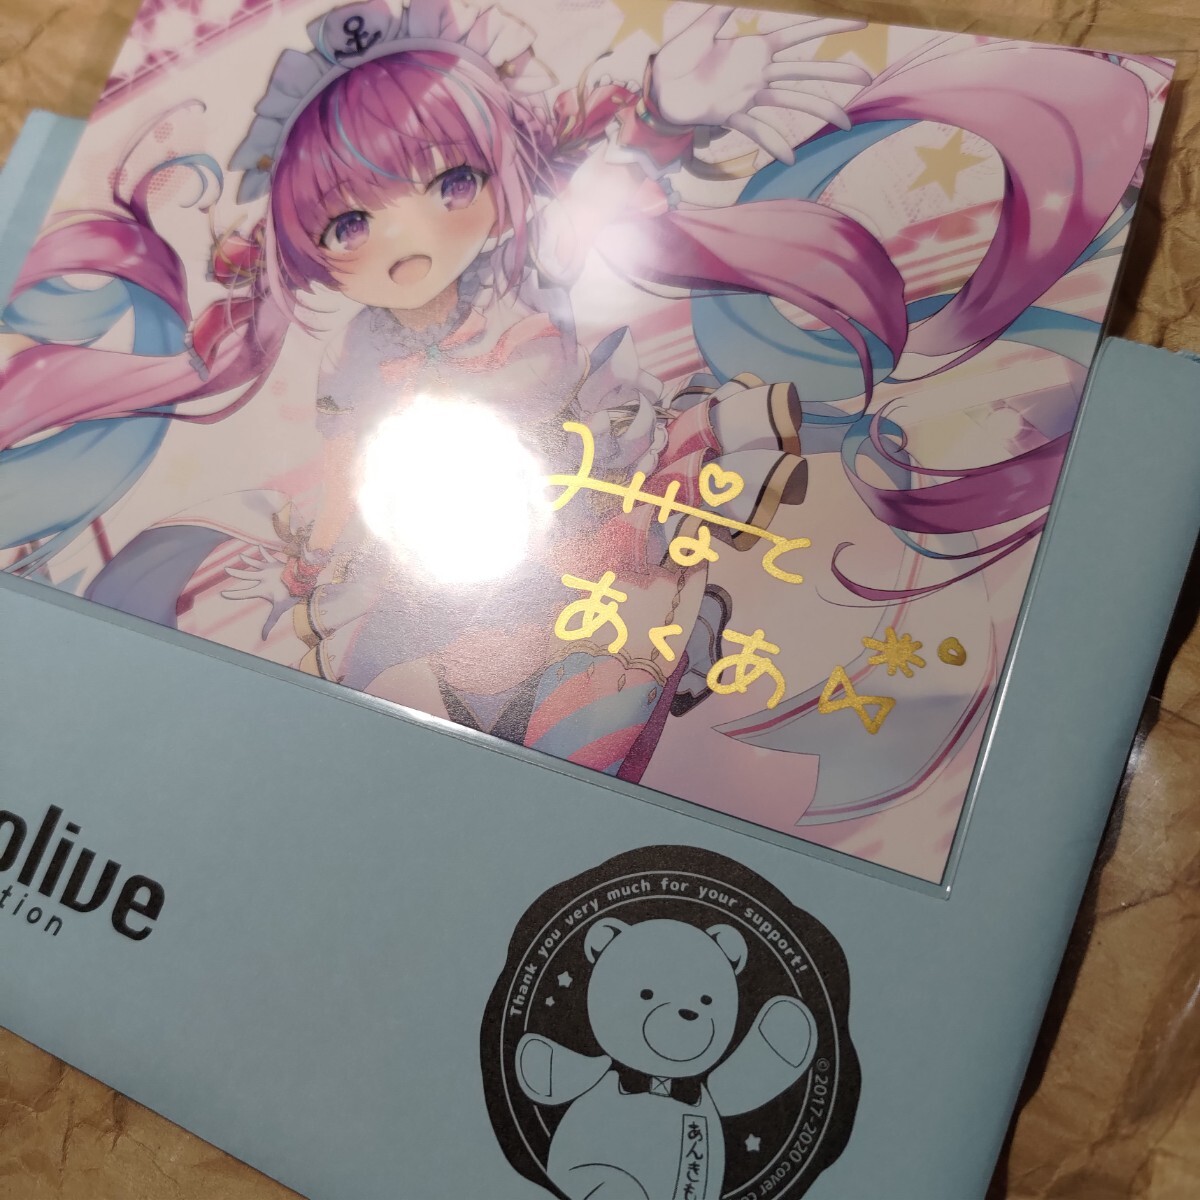 みなと
あくあ
olive
tion
Thank you very much for your support!
©2017-2020 cover co
あんきも